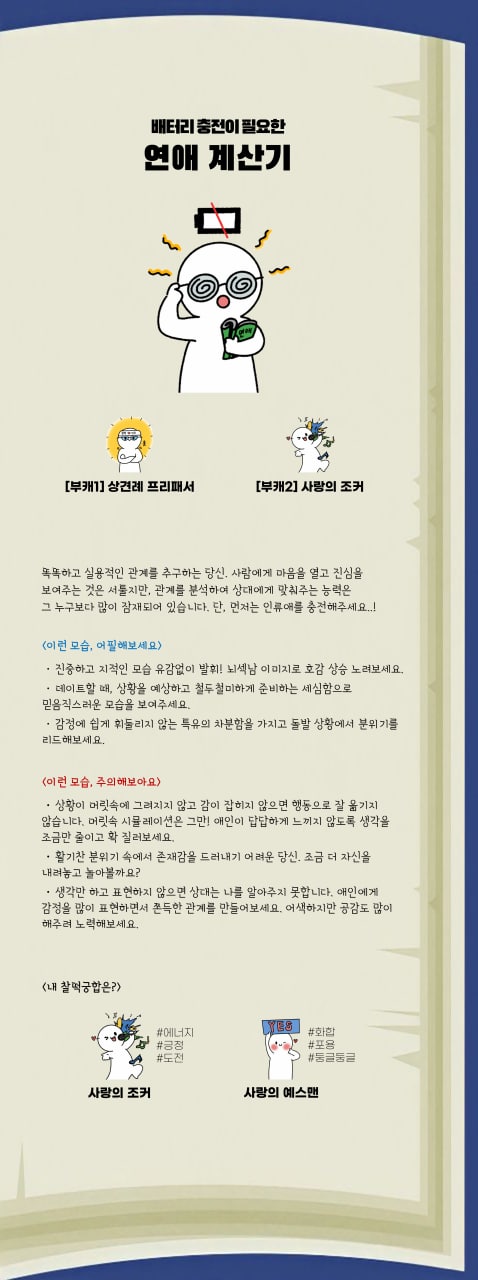 배터리 충전이 필요한
연애 계산기
연애
[부캐1] 상견례 프리패서
[부캐2] 사랑의 조커
똑똑하고 실용적인 관계를 추구하는 당신. 사람에게 마음을 열고 진심을
보여주는 것은 서툴지만, 관계를 분석하여 상대에게 맞춰주는 능력은
그 누구보다 많이 잠재되어 있습니다. 단, 먼저는 인류애를 충전해주세요..!
<이런 모습, 어필해보세요>
· 진중하고 지적인 모습 유감없이 발휘! 뇌섹남 이미지로 호감 상승 노려보세요.
· 데이트할 때, 상황을 예상하고 철두철미하게 준비하는 세심함으로
믿음직스러운 모습을 보여주세요.
· 감정에 쉽게 휘둘리지 않는 특유의 차분함을 가지고 돌발 상황에서 분위기를
리드해보세요.
<이런 모습, 주의해보아요>
· 상황이 머릿속에 그려지지 않고 감이 잡히지 않으면 행동으로 잘 옮기지
않습니다. 머릿속 시뮬레이션은 그만! 애인이 답답하게 느끼지 않도록 생각을
조금만 줄이고 확 질러보세요.
· 활기찬 분위기 속에서 존재감을 드러내기 어려운 당신. 조금 더 자신을
내려놓고 놀아볼까요?
· 생각만 하고 표현하지 않으면 상대는 나를 알아주지 못합니다. 애인에게
감정을 많이 표현하면서 쫀득한 관계를 만들어보세요. 어색하지만 공감도 많이
해주려 노력해보세요.
<내 찰떡궁합은?>
#에너지
#긍정
#도전
사랑의 조커
YES
#화합
#포용
#둥글둥글
사랑의 예스맨